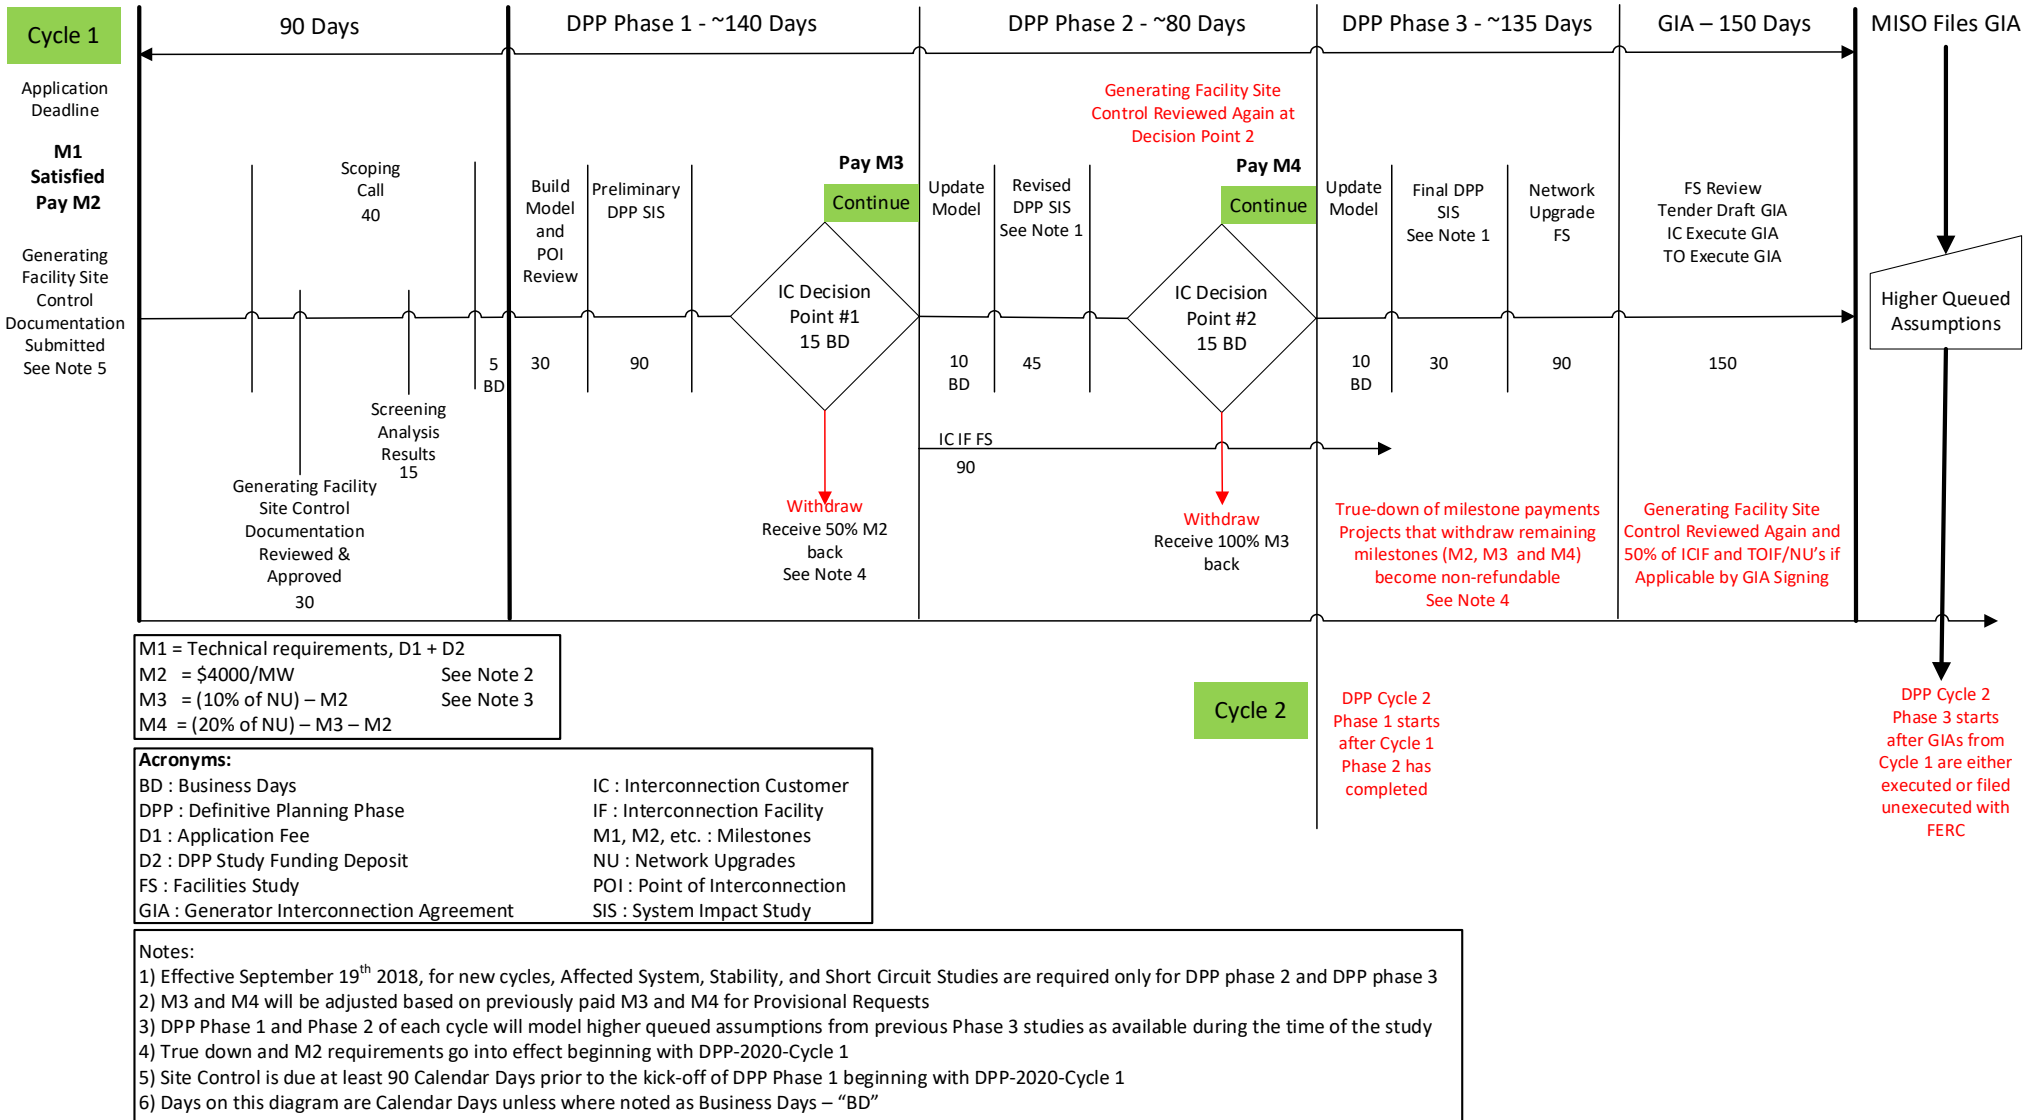 Cycle 1
90 Days
DPP Phase 1 - ~140 Days
DPP Phase 2 - ~80 Days
DPP Phase 3 - ~135 Days
GIA – 150 Days
MISO Files GIA
Application
Deadline
M1
Satisfied
Pay M2
Generating
Facility Site
Control
Documentation
Submitted
See Note 5
Scoping
Call
40
5
BD
Screening
Analysis
Results
15
Generating Facility
Site Control
Documentation
Reviewed &
Approved
30
Build
Model
and
POI
Review
30
Preliminary
DPP SIS
90
Pay M3
Continue
IC Decision
Point #1
15 BD
Withdraw
Receive 50% M2
back
See Note 4
Update
Model
10
BD
Revised
DPP SIS
See Note 1
45
IC IF FS
90
Generating Facility Site
Control Reviewed Again at
Decision Point 2
Pay M4
Continue
IC Decision
Point #2
15 BD
Withdraw
Receive 100% M3
back
Update
Model
10
BD
Final DPP
SIS
See Note 1
30
Network
Upgrade
FS
90
True-down of milestone payments
Projects that withdraw remaining
milestones (M2, M3 and M4)
become non-refundable
See Note 4
FS Review
Tender Draft GIA
IC Execute GIA
TO Execute GIA
150
Generating Facility Site
Control Reviewed Again and
50% of ICIF and TOIF/NU's if
Applicable by GIA Signing
Higher Queued
Assumptions
M1 = Technical requirements, D1 + D2
M2 = $4000/MW See Note 2
M3 = (10% of NU) – M2 See Note 3
M4 = (20% of NU) – M3 – M2
Cycle 2
DPP Cycle 2
Phase 1 starts
after Cycle 1
Phase 2 has
completed
DPP Cycle 2
Phase 3 starts
after GIAs from
Cycle 1 are either
executed or filed
unexecuted with
FERC
Acronyms:
BD : Business Days
DPP : Definitive Planning Phase
D1 : Application Fee
D2 : DPP Study Funding Deposit
FS : Facilities Study
GIA : Generator Interconnection Agreement
IC : Interconnection Customer
IF : Interconnection Facility
M1, M2, etc. : Milestones
NU : Network Upgrades
POI : Point of Interconnection
SIS : System Impact Study
Notes:
1) Effective September 19th 2018, for new cycles, Affected System, Stability, and Short Circuit Studies are required only for DPP phase 2 and DPP phase 3
2) M3 and M4 will be adjusted based on previously paid M3 and M4 for Provisional Requests
3) DPP Phase 1 and Phase 2 of each cycle will model higher queued assumptions from previous Phase 3 studies as available during the time of the study
4) True down and M2 requirements go into effect beginning with DPP-2020-Cycle 1
5) Site Control is due at least 90 Calendar Days prior to the kick-off of DPP Phase 1 beginning with DPP-2020-Cycle 1
6) Days on this diagram are Calendar Days unless where noted as Business Days – “BD”